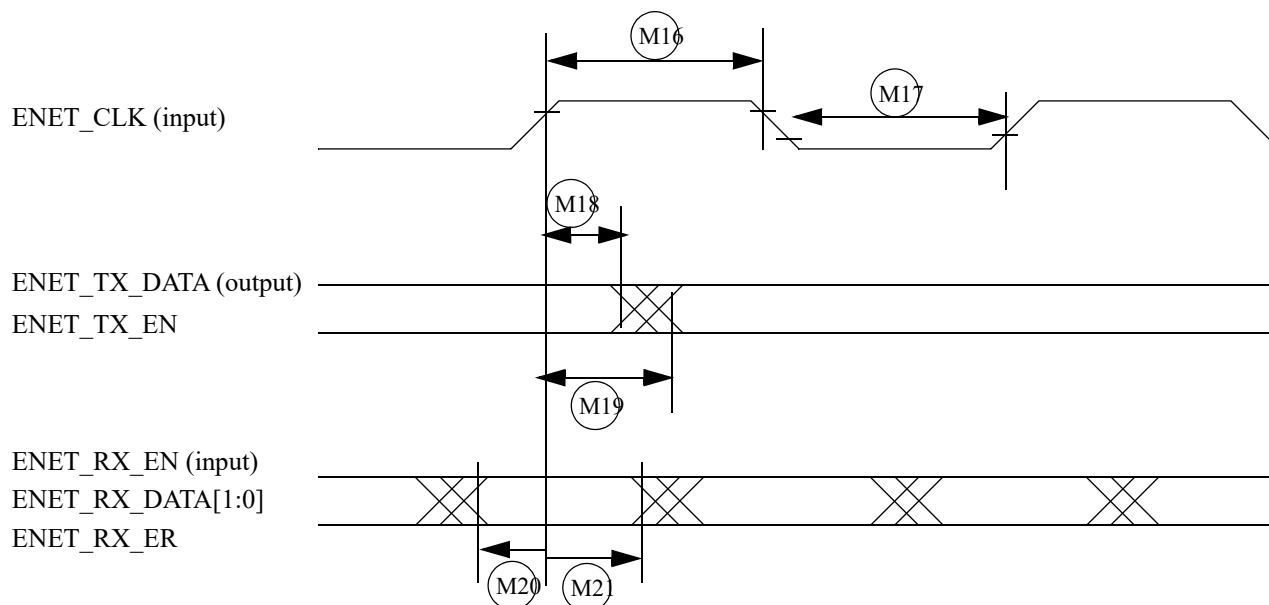 M16
ENET_CLK (input)
M17
M18
ENET_TX_DATA (output)
ENET_TX_EN
M19
ENET_RX_EN (input)
ENET_RX_DATA[1:0]
ENET_RX_ER
M20
M21